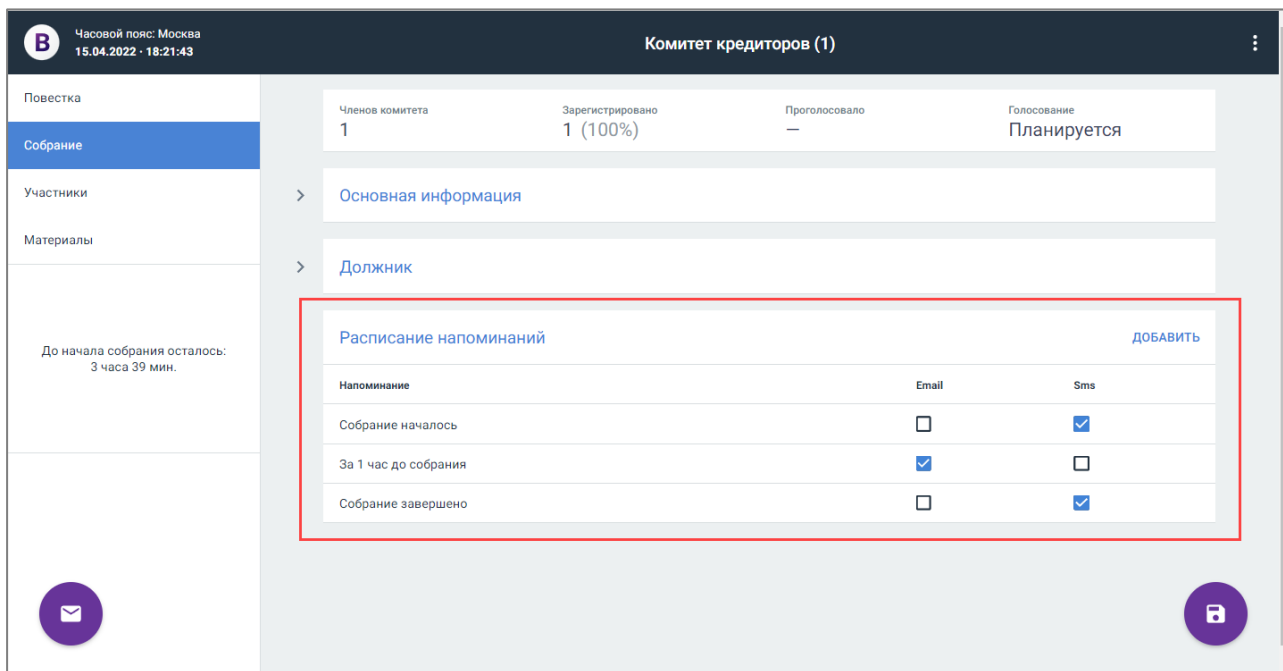 B
Часовой пояс: Москва
15.04.2022 · 18:21:43
Комитет кредиторов (1)
Повестка
Собрание
Участники
Материалы
До начала собрания осталось:
3 часа 39 мин.
Членов комитета
1
Зарегистрировано
1 (100%)
Проголосовало
—
Голосование
Планируется
Основная информация
Должник
Расписание напоминаний
ДОБАВИТЬ
Напоминание Email Sms
Собрание началось
За 1 час до собрания
Собрание завершено